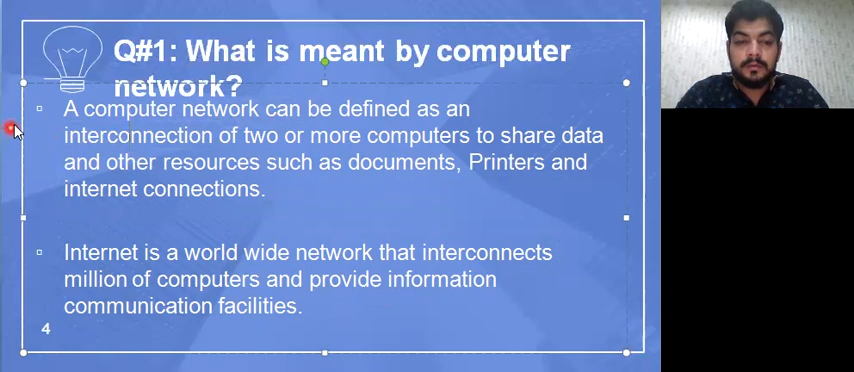 Q#1: What is meant by computer
network?
A computer network can be defined as an
interconnection of two or more computers to share data
and other resources such as documents, Printers and
internet connections.
Internet is a world wide network that interconnects
million of computers and provide information
communication facilities.
4